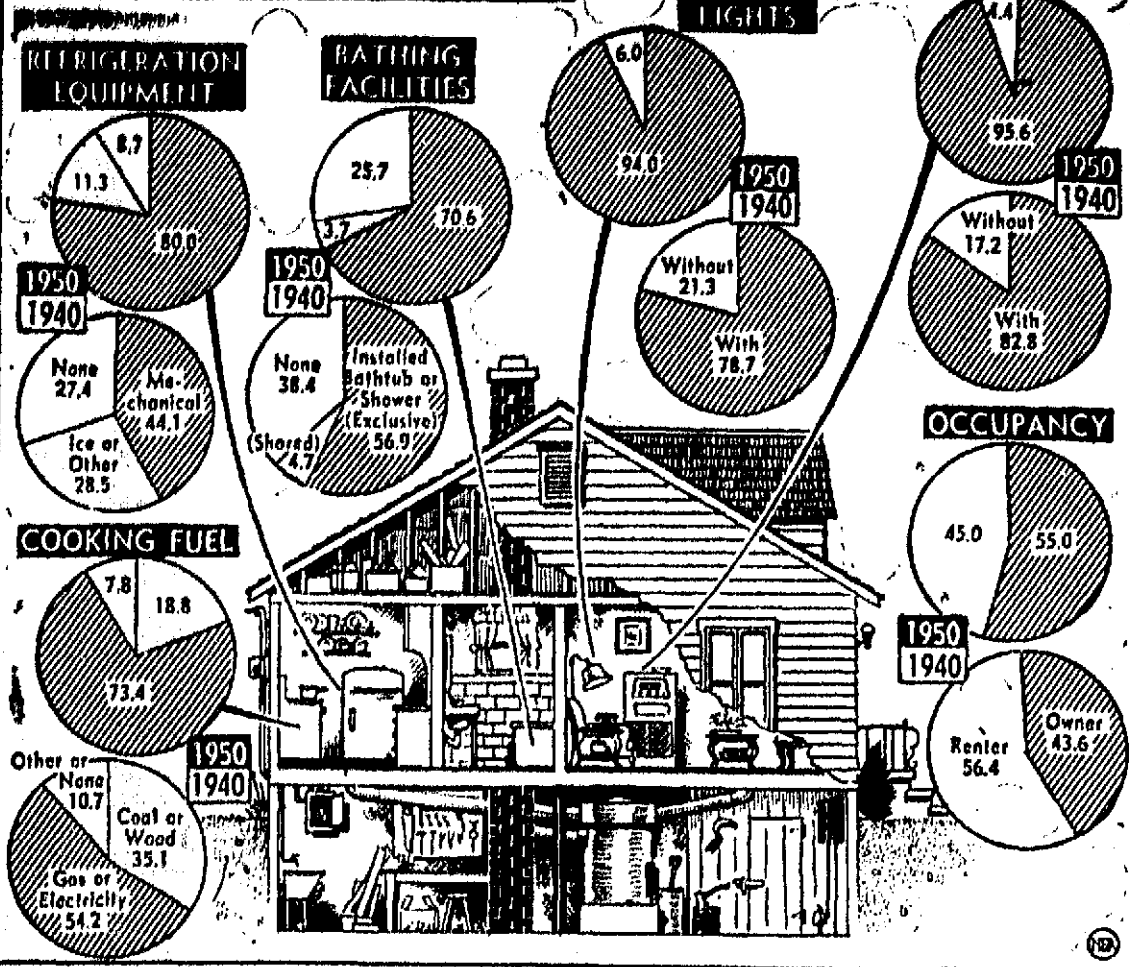 REFRIGERATION
EQUIPMENT
8.7
11.3
80.0
1950
1940
None
27.4
Me-
chanical
44.1
Ice or
Other
28.5
BATHING
FACILITIES
25.7
3.7
70.6
1950
1940
None
38.4
Installed
Bathtub or
Shower
(Exclusive)
56.9
(Shared)
4.7
LIGHTS
6.0
94.0
1950
1940
Without
21.3
With
78.7
4.4
95.6
1950
1940
Without
17.2
With
82.8
OCCUPANCY
45.0
55.0
1950
1940
Renter
56.4
Owner
43.6
COOKING FUEL
7.8
18.8
73.4
1950
1940
Other or
None
10.7
Coal or
Wood
35.1
Gas or
Electricity
54.2
NEA